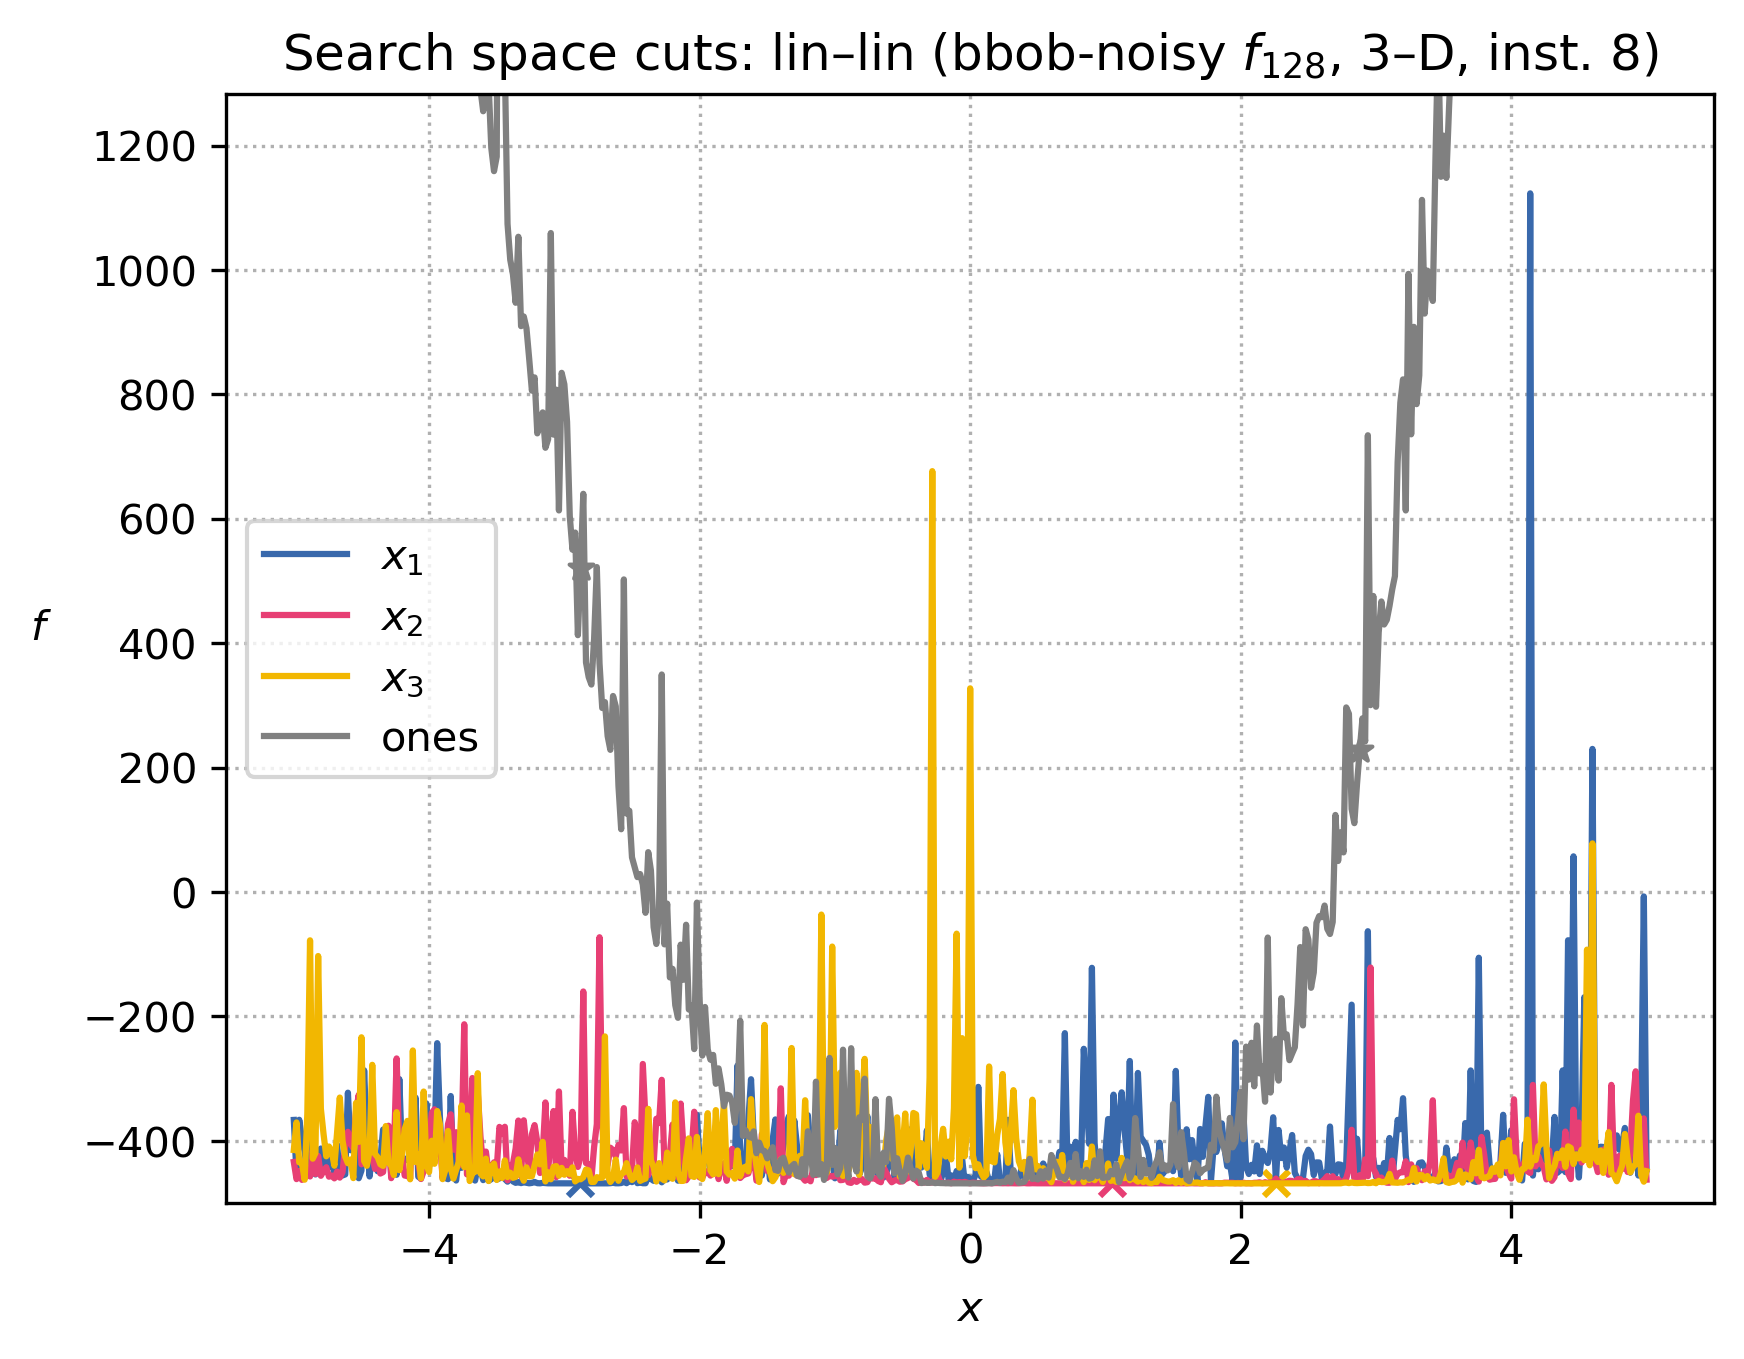 Search space cuts: lin–lin (bbob-noisy f₁₂₈, 3–D, inst. 8)
1200
1000
800
600
400
200
0
−200
−400
f
x₁
x₂
x₃
ones
−4
−2
0
2
4
x